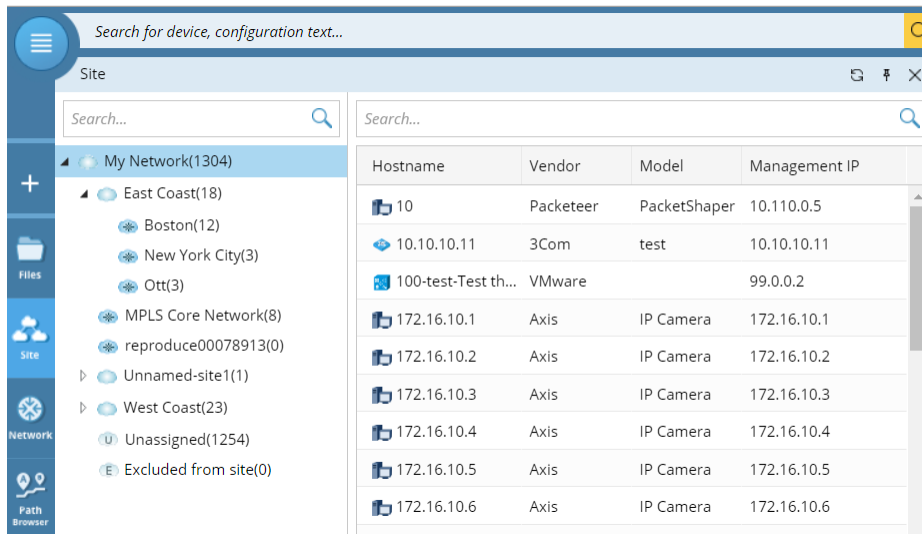 Search for device, configuration text...
Site
Search...
Search...
My Network(1304)
East Coast(18)
Boston(12)
New York City(3)
Ott(3)
MPLS Core Network(8)
reproduce00078913(0)
Unnamed-site1(1)
West Coast(23)
U Unassigned(1254)
E Excluded from site(0)
Hostname Vendor Model Management IP
10 Packeteer PacketShaper 10.110.0.5
10.10.10.11 3Com test 10.10.10.11
100-test-Test th... VMware 99.0.0.2
172.16.10.1 Axis IP Camera 172.16.10.1
172.16.10.2 Axis IP Camera 172.16.10.2
172.16.10.3 Axis IP Camera 172.16.10.3
172.16.10.4 Axis IP Camera 172.16.10.4
172.16.10.5 Axis IP Camera 172.16.10.5
172.16.10.6 Axis IP Camera 172.16.10.6
Files
Site
Network
Path
Browser